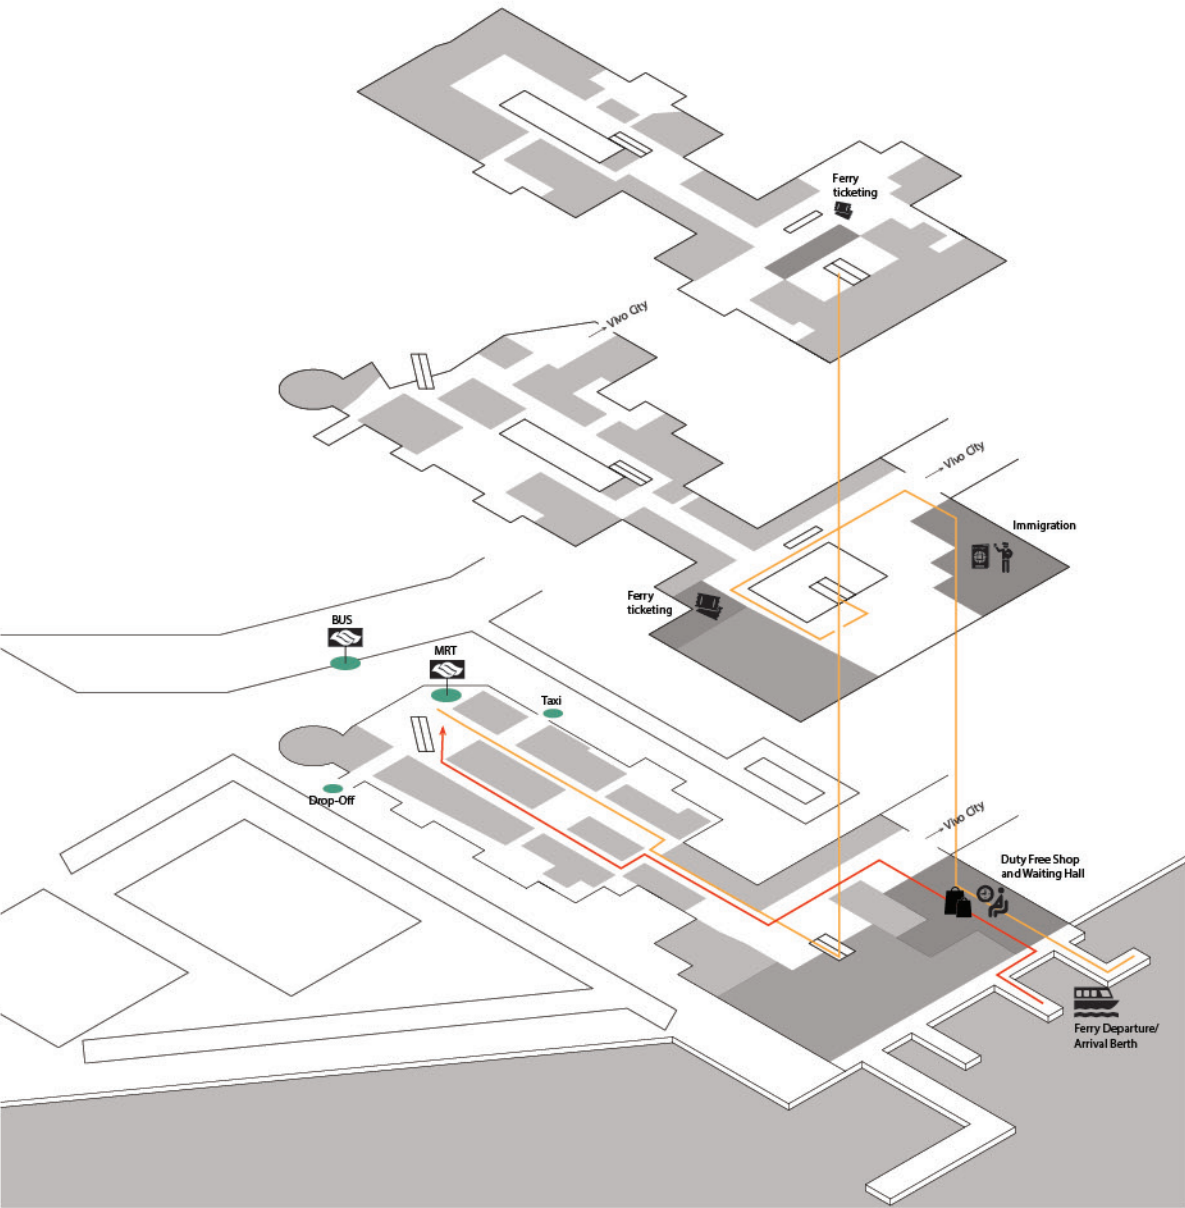 Ferry
ticketing
Vivo City
Vivo City
Immigration
Ferry
ticketing
BUS
MRT
Taxi
Drop-Off
Vivo City
Duty Free Shop
and Waiting Hall
Ferry Departure/
Arrival Berth